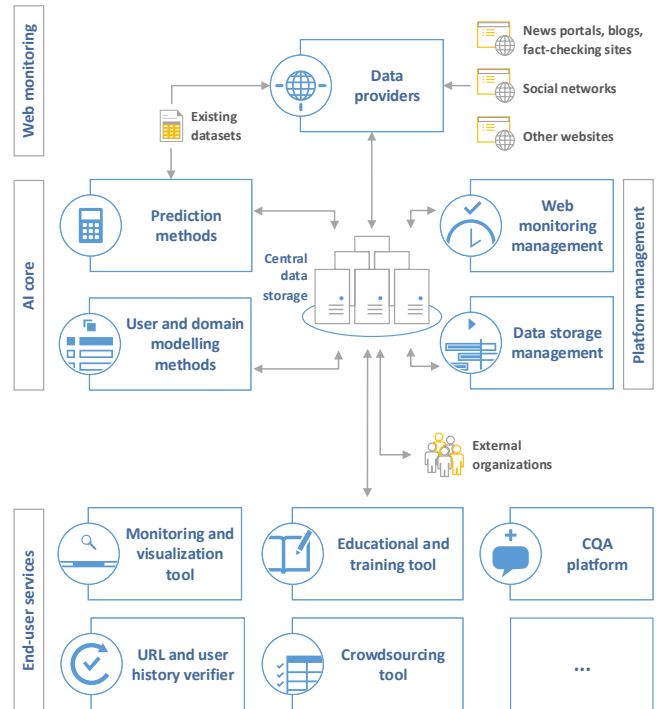 Web monitoring
Existing
datasets
Data
providers
News portals, blogs,
fact-checking sites
Social networks
Other websites
AI core
Prediction
methods
User and domain
modelling
methods
Central
data
storage
Web
monitoring
management
Data storage
management
Platform management
External
organizations
End-user services
Monitoring and
visualization
tool
Educational and
training tool
CQA
platform
URL and user
history verifier
Crowdsourcing
tool
...